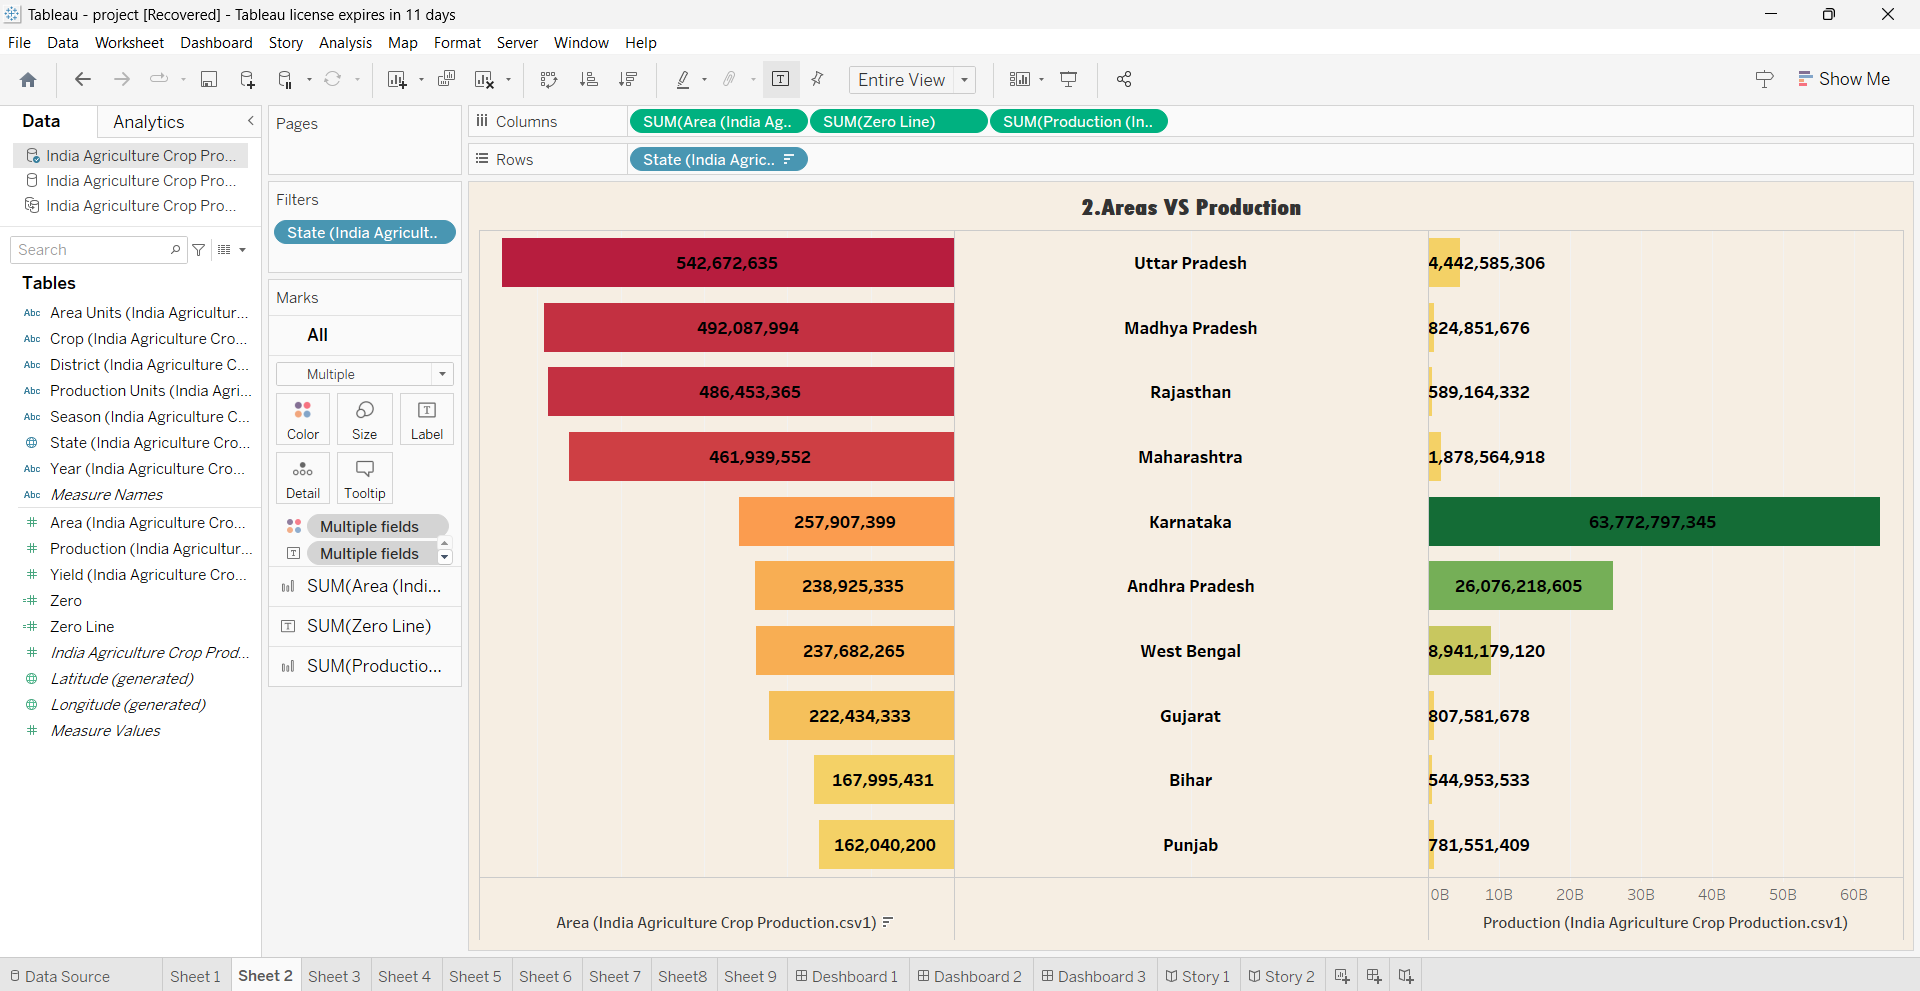 Tableau - project [Recovered] - Tableau license expires in 11 days
File Data Worksheet Dashboard Story Analysis Map Format Server Window Help
Entire View
Show Me
Data Analytics
India Agriculture Crop Pro...
India Agriculture Crop Pro...
India Agriculture Crop Pro...
Search
Tables
Abc Area Units (India Agricultur...
Abc Crop (India Agriculture Cro...
Abc District (India Agriculture C...
Abc Production Units (India Agri...
Abc Season (India Agriculture C...
State (India Agriculture Cro...
Abc Year (India Agriculture Cro...
Abc Measure Names
# Area (India Agriculture Cro...
# Production (India Agricultur...
# Yield (India Agriculture Cro...
=# Zero
=# Zero Line
# India Agriculture Crop Prod...
Latitude (generated)
Longitude (generated)
# Measure Values
Pages
Filters
State (India Agricult..
Marks
All
Multiple
Color Size Label
Detail Tooltip
Multiple fields
Multiple fields
SUM(Area (Indi...
SUM(Zero Line)
SUM(Productio...
Columns SUM(Area (India Ag.. SUM(Zero Line) SUM(Production (In..
Rows State (India Agric..
2.Areas VS Production
542,672,635 Uttar Pradesh 4,442,585,306
492,087,994 Madhya Pradesh 824,851,676
486,453,365 Rajasthan 589,164,332
461,939,552 Maharashtra 1,878,564,918
257,907,399 Karnataka 63,772,797,345
238,925,335 Andhra Pradesh 26,076,218,605
237,682,265 West Bengal 8,941,179,120
222,434,333 Gujarat 807,581,678
167,995,431 Bihar 544,953,533
162,040,200 Punjab 781,551,409
0B 10B 20B 30B 40B 50B 60B
Area (India Agriculture Crop Production.csv1) Production (India Agriculture Crop Production.csv1)
Data Source Sheet 1 Sheet 2 Sheet 3 Sheet 4 Sheet 5 Sheet 6 Sheet 7 Sheet8 Sheet 9 Deshboard 1 Dashboard 2 Dashboard 3 Story 1 Story 2